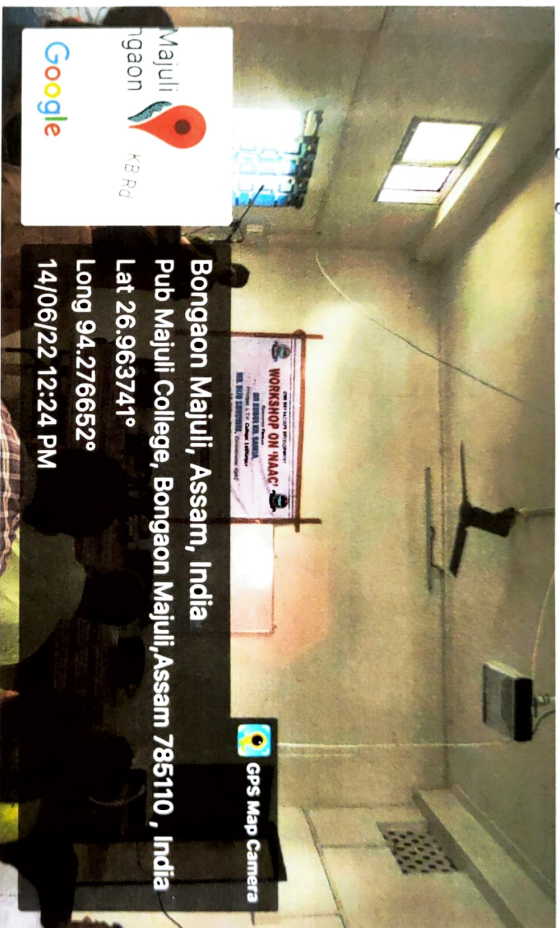 WORKSHOP ON 'NAAC'
Majuli
ngaon
KB Rd
Google
GPS Map Camera
Bongaon Majuli, Assam, India
Pub Majuli College, Bongaon Majuli,Assam 785110 , India
Lat 26.963741°
Long 94.276652°
14/06/22 12:24 PM